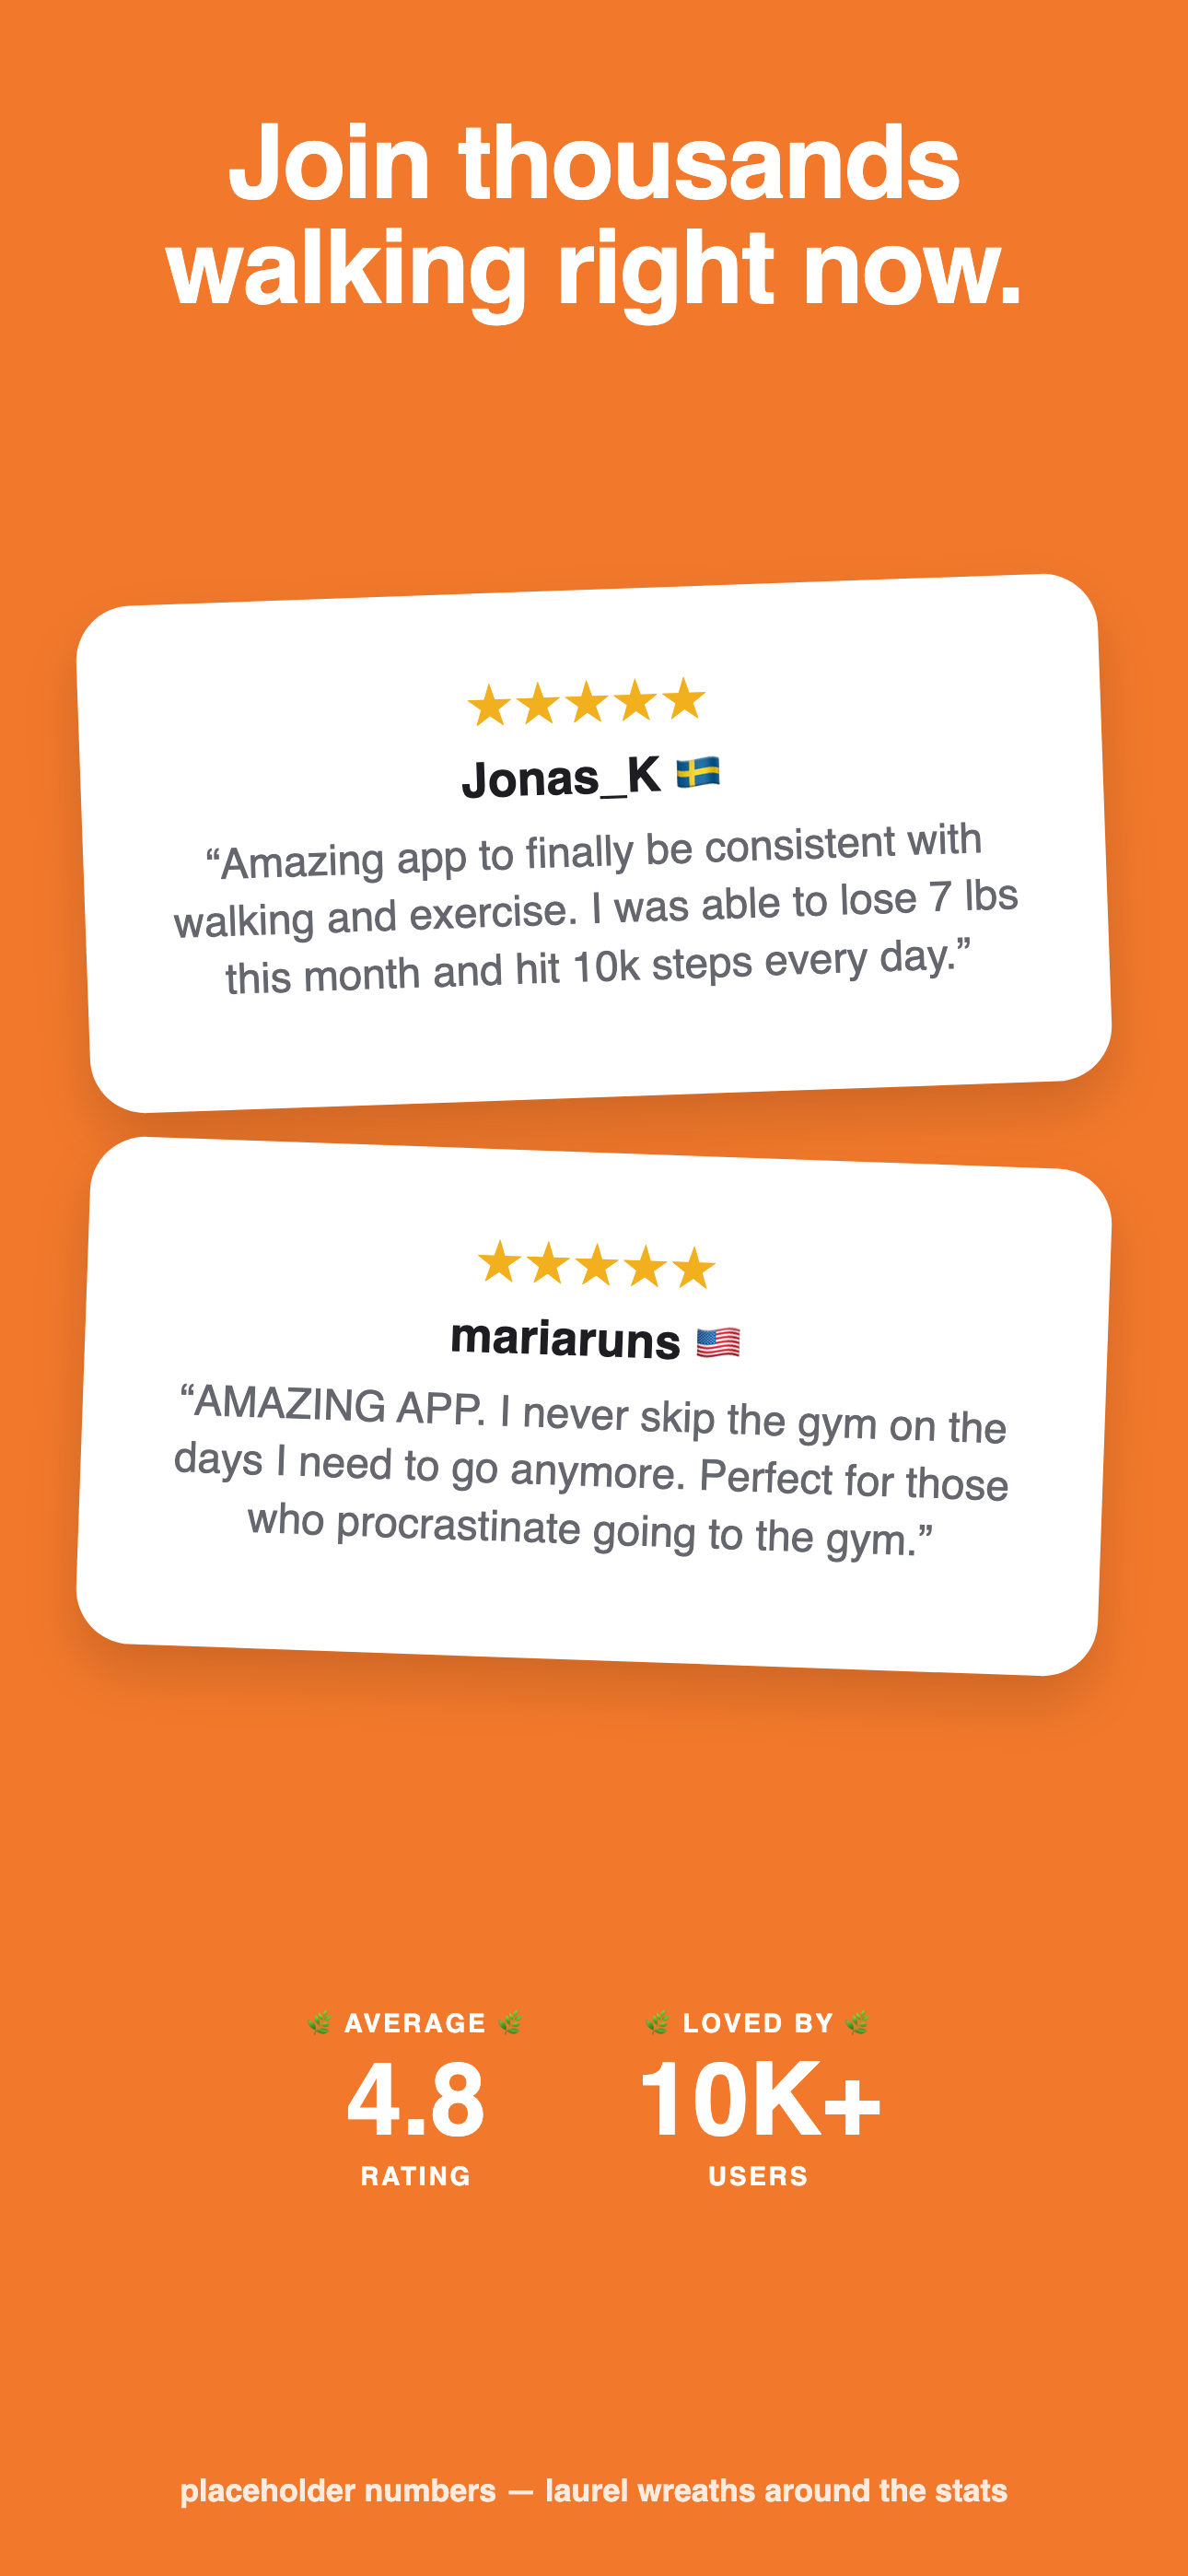 Join thousands
walking right now.
★★★★★
Jonas_K 🇸🇪
“Amazing app to finally be consistent with
walking and exercise. I was able to lose 7 lbs
this month and hit 10k steps every day.”
★★★★★
mariaruns 🇺🇸
“AMAZING APP. I never skip the gym on the
days I need to go anymore. Perfect for those
who procrastinate going to the gym.”
🌿 AVERAGE 🌿
4.8
RATING
🌿 LOVED BY 🌿
10K+
USERS
placeholder numbers — laurel wreaths around the stats